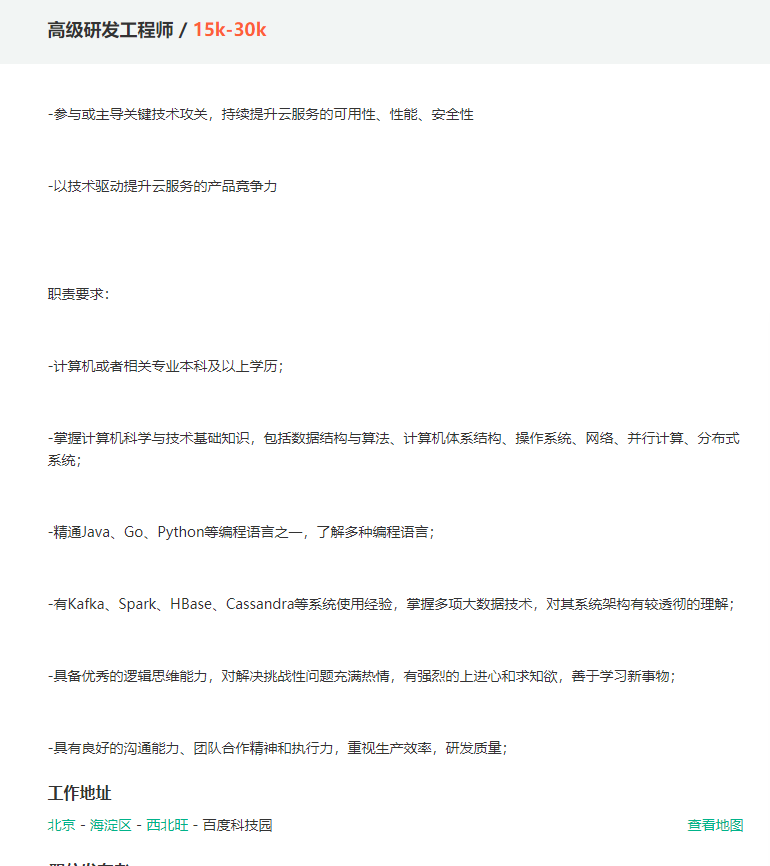 高级研发工程师 / 15k-30k
-参与或主导关键技术攻关，持续提升云服务的可用性、性能、安全性
-以技术驱动提升云服务的产品竞争力
职责要求：
-计算机或者相关专业本科及以上学历；
-掌握计算机科学与技术基础知识，包括数据结构与算法、计算机体系结构、操作系统、网络、并行计算、分布式
系统；
-精通Java、Go、Python等编程语言之一，了解多种编程语言；
-有Kafka、Spark、HBase、Cassandra等系统使用经验，掌握多项大数据技术，对其系统架构有较透彻的理解；
-具备优秀的逻辑思维能力，对解决挑战性问题充满热情，有强烈的上进心和求知欲，善于学习新事物；
-具有良好的沟通能力、团队合作精神和执行力，重视生产效率，研发质量；
工作地址
北京 - 海淀区 - 西北旺 - 百度科技园 查看地图